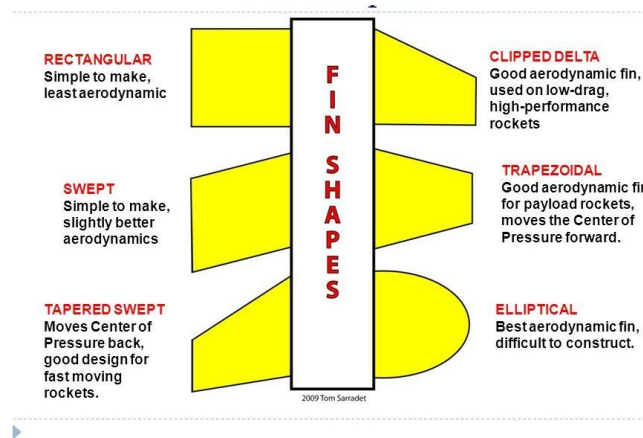 RECTANGULAR
Simple to make,
least aerodynamic
SWEPT
Simple to make,
slightly better
aerodynamics
TAPERED SWEPT
Moves Center of
Pressure back,
good design for
fast moving
rockets.
FIN SHAPES
CLIPPED DELTA
Good aerodynamic fin,
used on low-drag,
high-performance
rockets
TRAPEZOIDAL
Good aerodynamic fi
for payload rockets,
moves the Center of
Pressure forward.
ELLIPTICAL
Best aerodynamic fin,
difficult to construct.
2009 Tom Sarradet